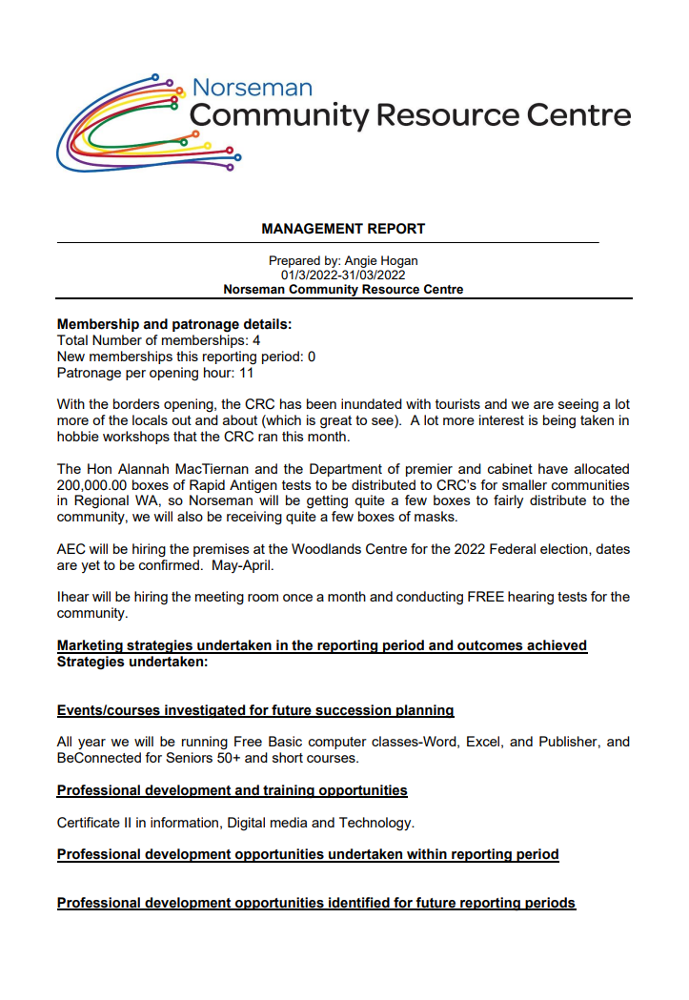 Norseman
Community Resource Centre
MANAGEMENT REPORT
Prepared by: Angie Hogan
01/3/2022-31/03/2022
Norseman Community Resource Centre
Membership and patronage details:
Total Number of memberships: 4
New memberships this reporting period: 0
Patronage per opening hour: 11
With the borders opening, the CRC has been inundated with tourists and we are seeing a lot
more of the locals out and about (which is great to see).  A lot more interest is being taken in
hobbie workshops that the CRC ran this month.
The Hon Alannah MacTiernan and the Department of premier and cabinet have allocated
200,000.00 boxes of Rapid Antigen tests to be distributed to CRC's for smaller communities
in Regional WA, so Norseman will be getting quite a few boxes to fairly distribute to the
community, we will also be receiving quite a few boxes of masks.
AEC will be hiring the premises at the Woodlands Centre for the 2022 Federal election, dates
are yet to be confirmed.  May-April.
Ihear will be hiring the meeting room once a month and conducting FREE hearing tests for the
community.
Marketing strategies undertaken in the reporting period and outcomes achieved
Strategies undertaken:
Events/courses investigated for future succession planning
All year we will be running Free Basic computer classes-Word, Excel, and Publisher, and
BeConnected for Seniors 50+ and short courses.
Professional development and training opportunities
Certificate II in information, Digital media and Technology.
Professional development opportunities undertaken within reporting period
Professional development opportunities identified for future reporting periods